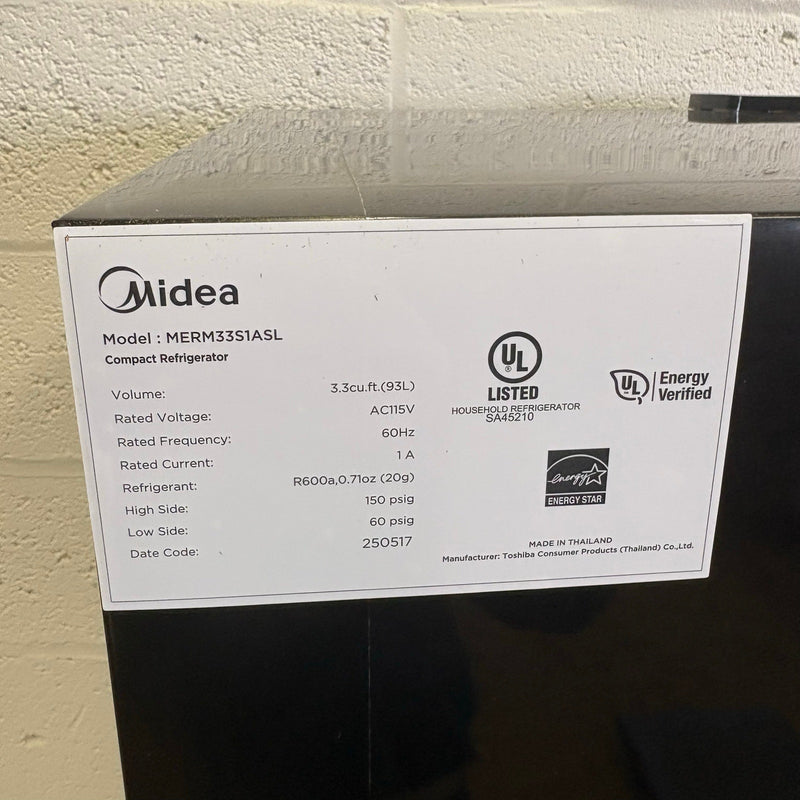 Midea
Model : MERM33S1ASL
Compact Refrigerator
Volume: 3.3cu.ft.(93L)
Rated Voltage: AC115V
Rated Frequency: 60Hz
Rated Current: 1 A
Refrigerant: R600a,0.71oz (20g)
High Side: 150 psig
Low Side: 60 psig
Date Code: 250517
UL
®
LISTED
HOUSEHOLD REFRIGERATOR
SA45210
UL Energy
Verified
energy
ENERGY STAR
MADE IN THAILAND
Manufacturer: Toshiba Consumer Products (Thailand) Co.,Ltd.